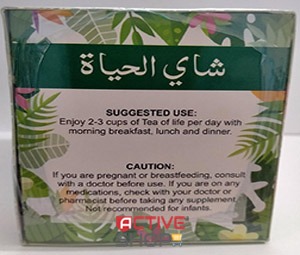 شاي الحياة
SUGGESTED USE:
Enjoy 2-3 cups of Tea of life per day with
morning breakfast, lunch and dinner.
CAUTION:
If you are pregnant or breastfeeding, consult
with a doctor before use. If you are on any
medications, check with your doctor or
pharmacist before taking any supplement.
Not recommended for infants.
ACTIVE